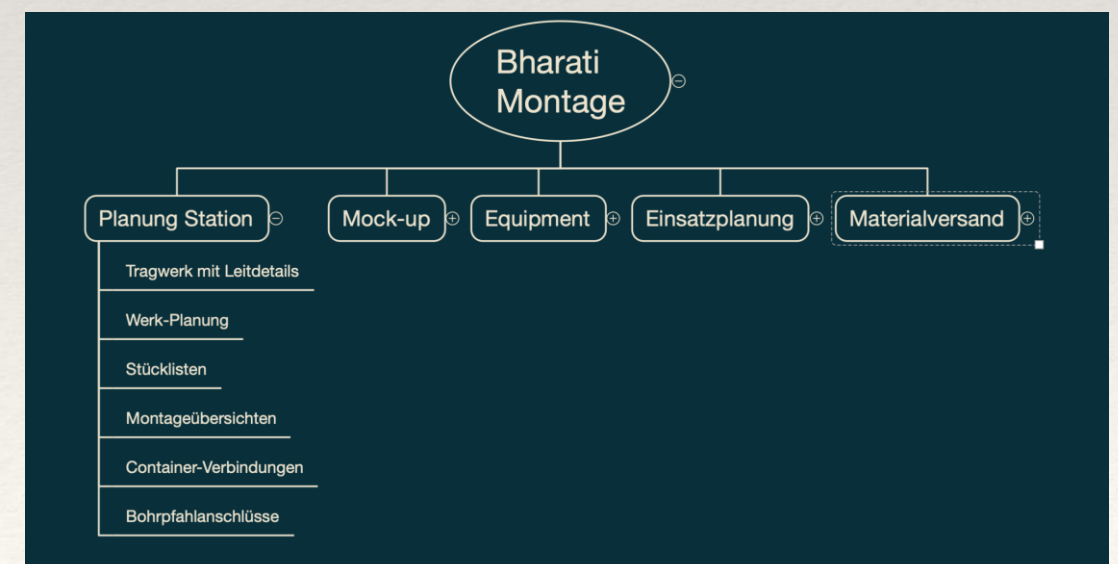 Bharati
Montage
Planung Station
Mock-up
Equipment
Einsatzplanung
Materialversand
Tragwerk mit Leitdetails
Werk-Planung
Stücklisten
Montageübersichten
Container-Verbindungen
Bohrpfahlanschlüsse